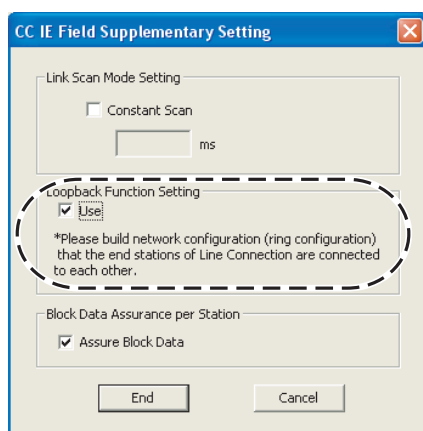 CC IE Field Supplementary Setting
Link Scan Mode Setting
Constant Scan
ms
Loopback Function Setting
Use
*Please build network configuration (ring configuration)
that the end stations of Line Connection are connected
to each other.
Block Data Assurance per Station
Assure Block Data
End
Cancel